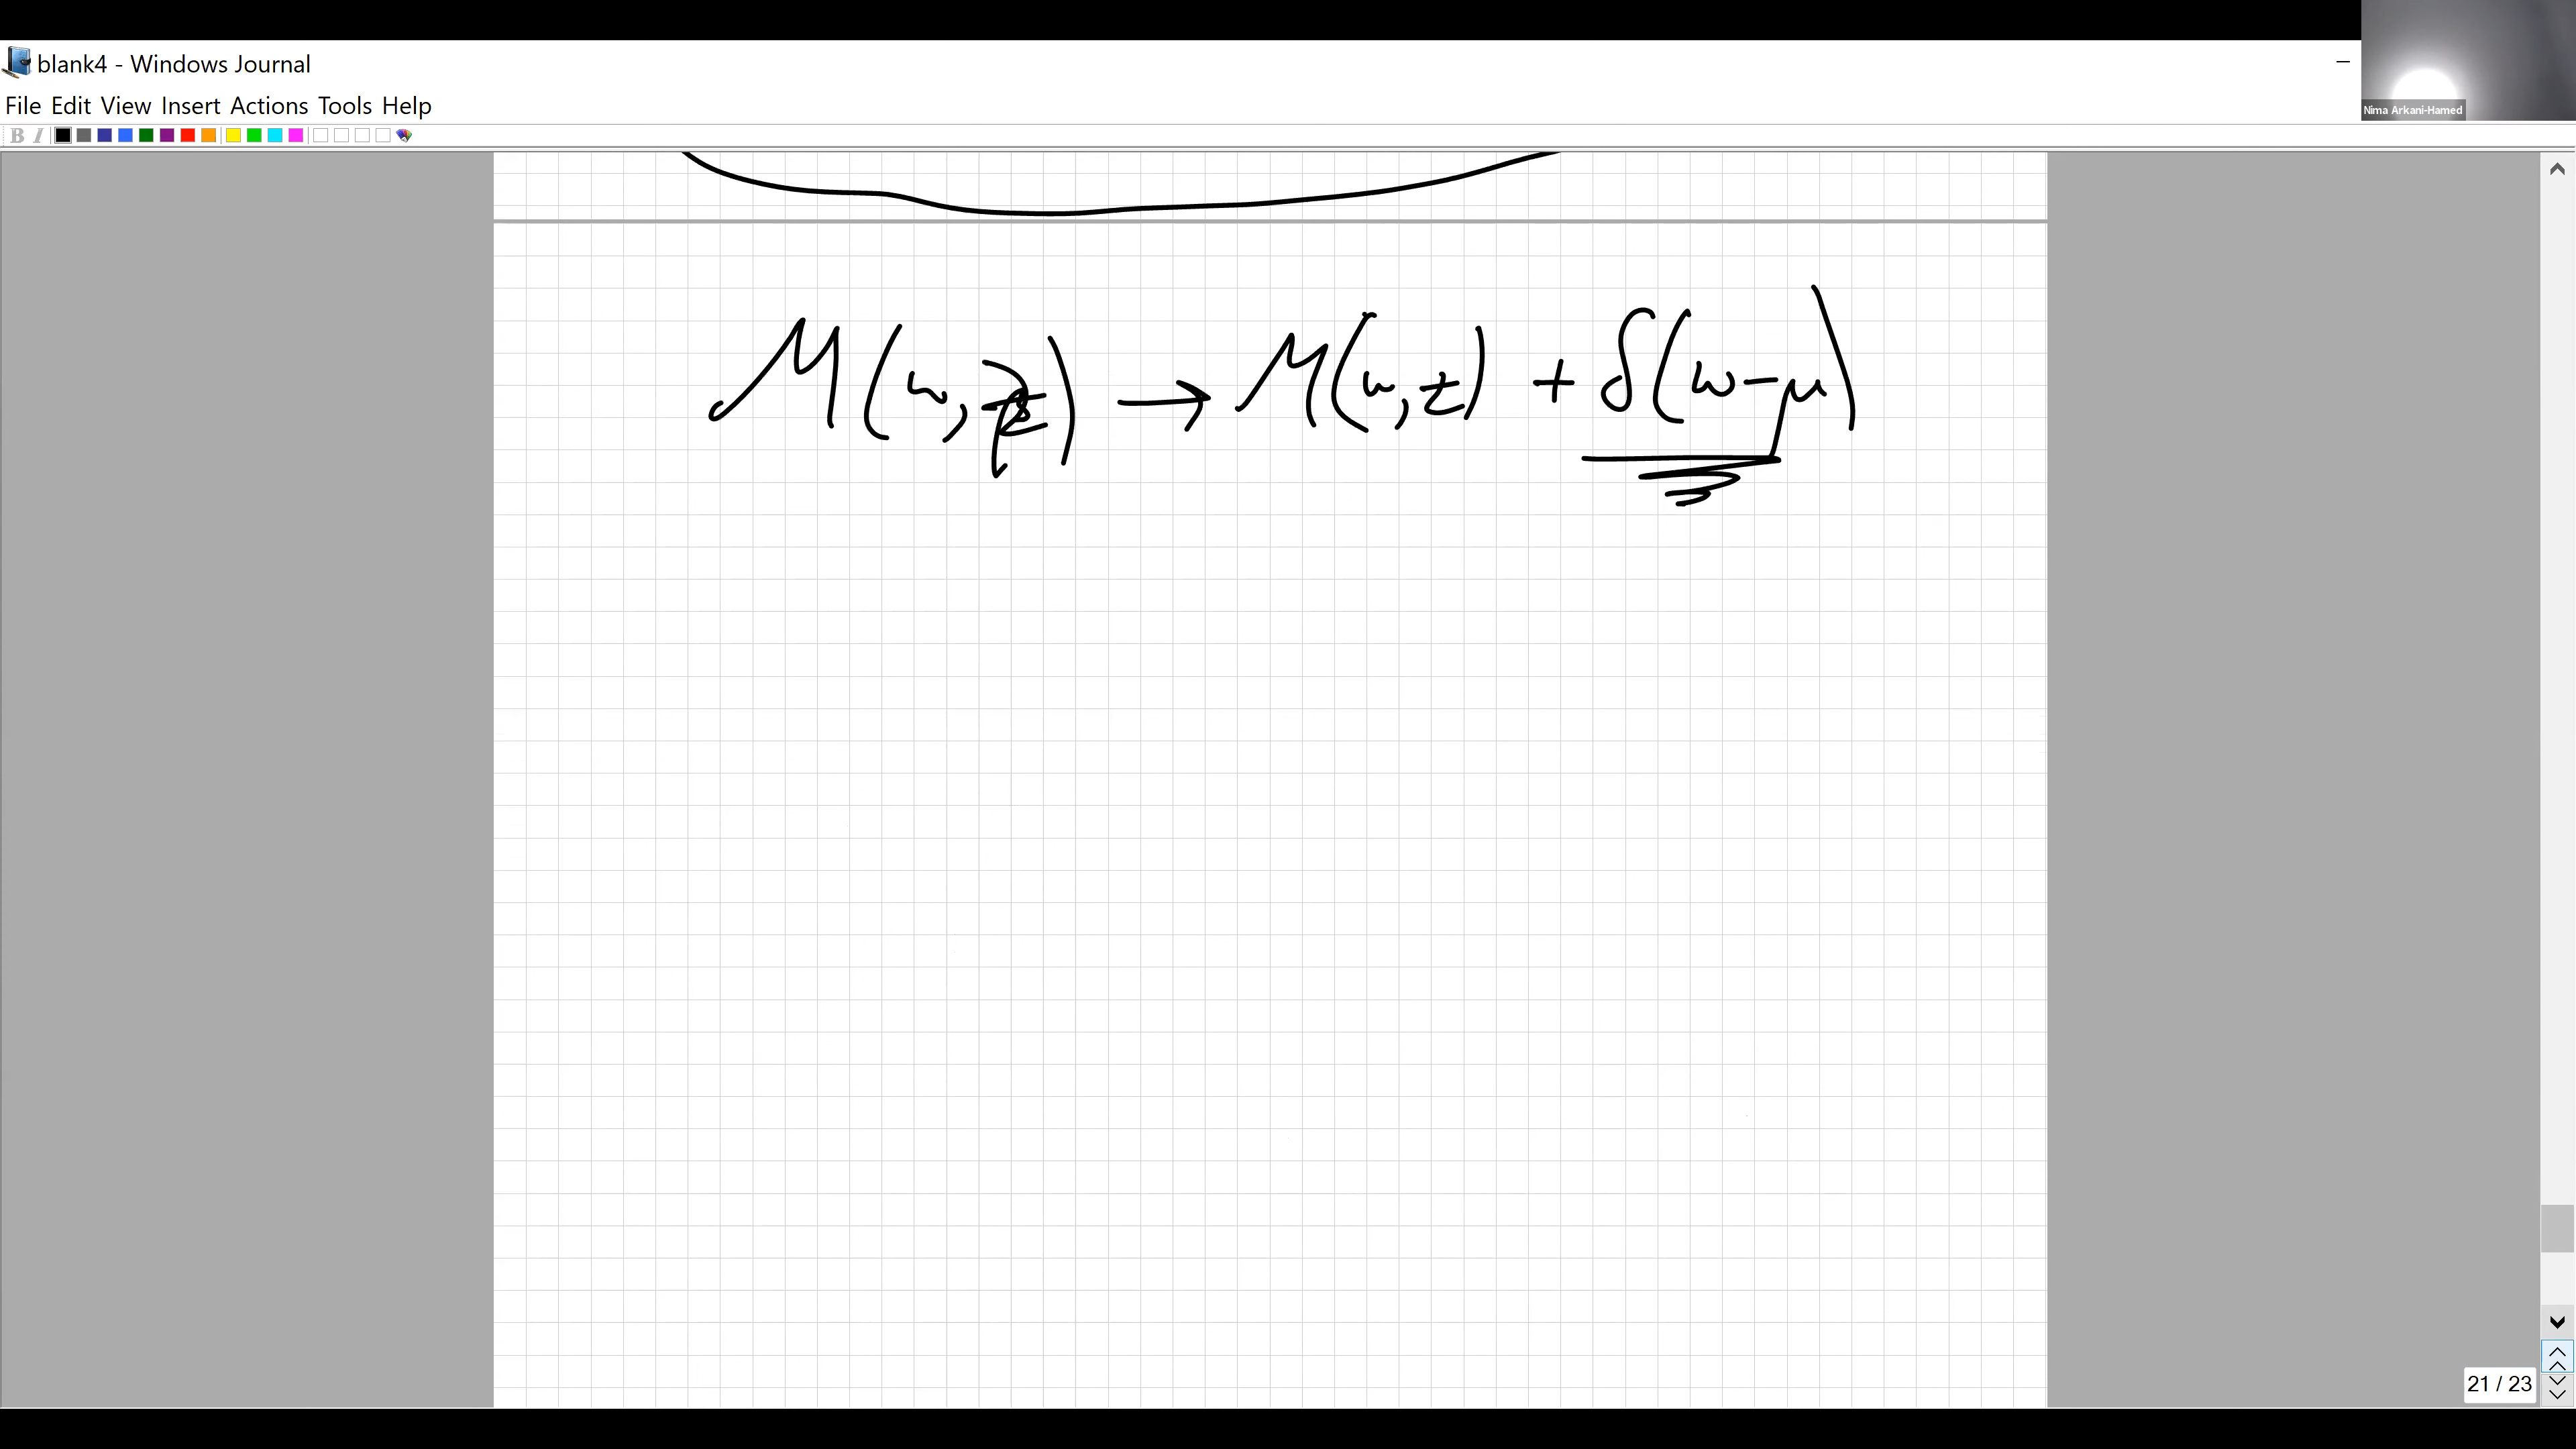 blank4 - Windows Journal
Nima Arkani-Hamed
File Edit View Insert Actions Tools Help
B I
M(ω, z) → M(ω, z) + δ(ω-μ)
21 / 23